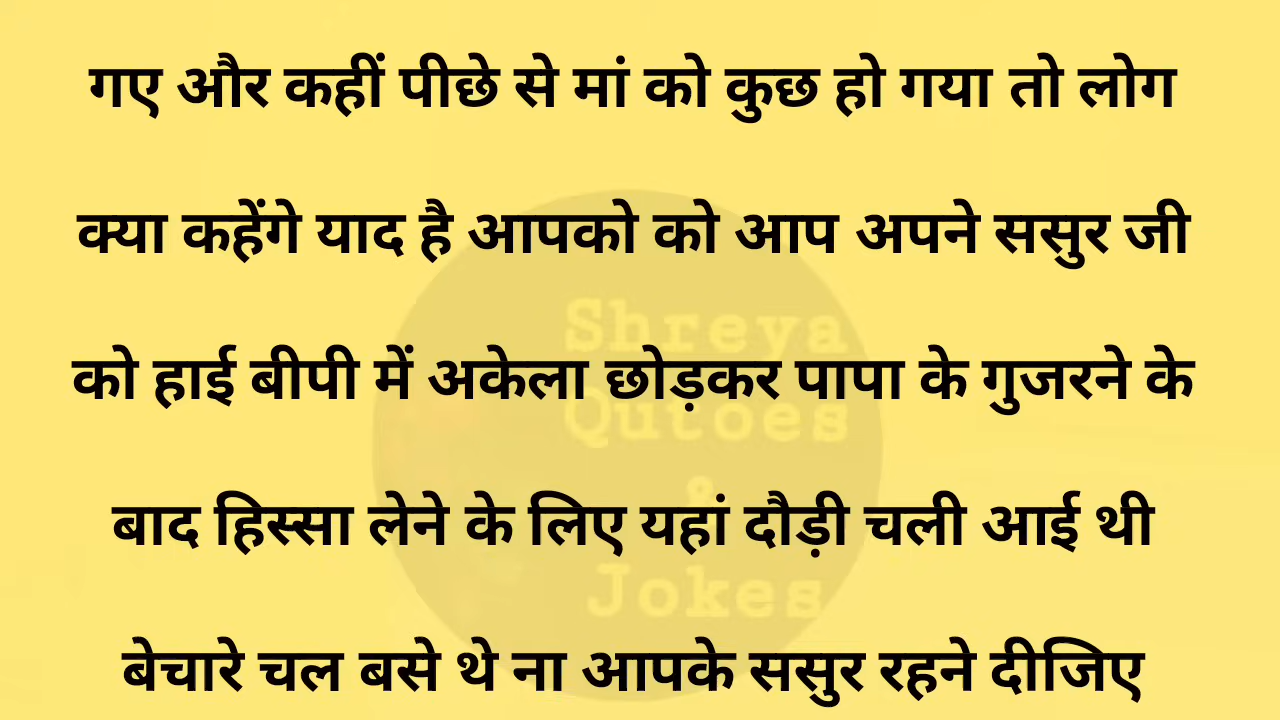 गए और कहीं पीछे से मां को कुछ हो गया तो लोग
क्या कहेंगे याद है आपको को आप अपने ससुर जी
को हाई बीपी में अकेला छोड़कर पापा के गुजरने के
बाद हिस्सा लेने के लिए यहां दौड़ी चली आई थी
बेचारे चल बसे थे ना आपके ससुर रहने दीजिए
Shreya
Qutoes
&
Jokes